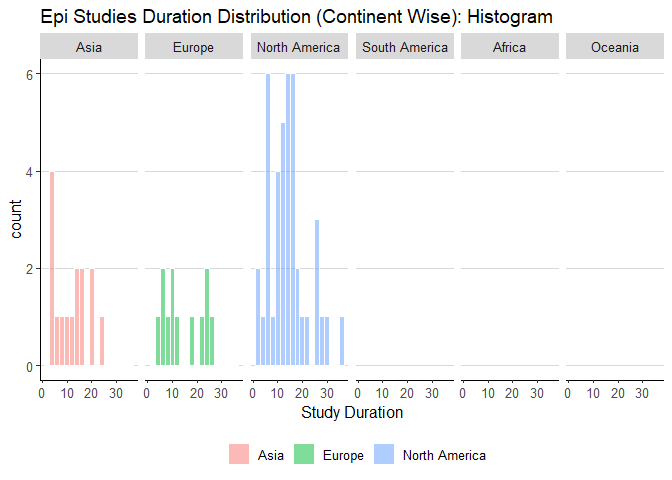 Epi Studies Duration Distribution (Continent Wise): Histogram
Asia Europe North America South America Africa Oceania
6
4
2
0
count
0 10 20 30 0 10 20 30 0 10 20 30 0 10 20 30 0 10 20 30 0 10 20 30
Study Duration
Asia Europe North America